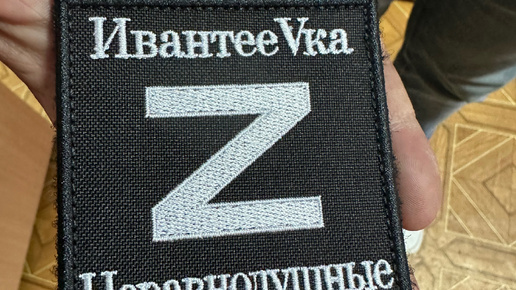 ИвантееVка
Z
Неравнодушные